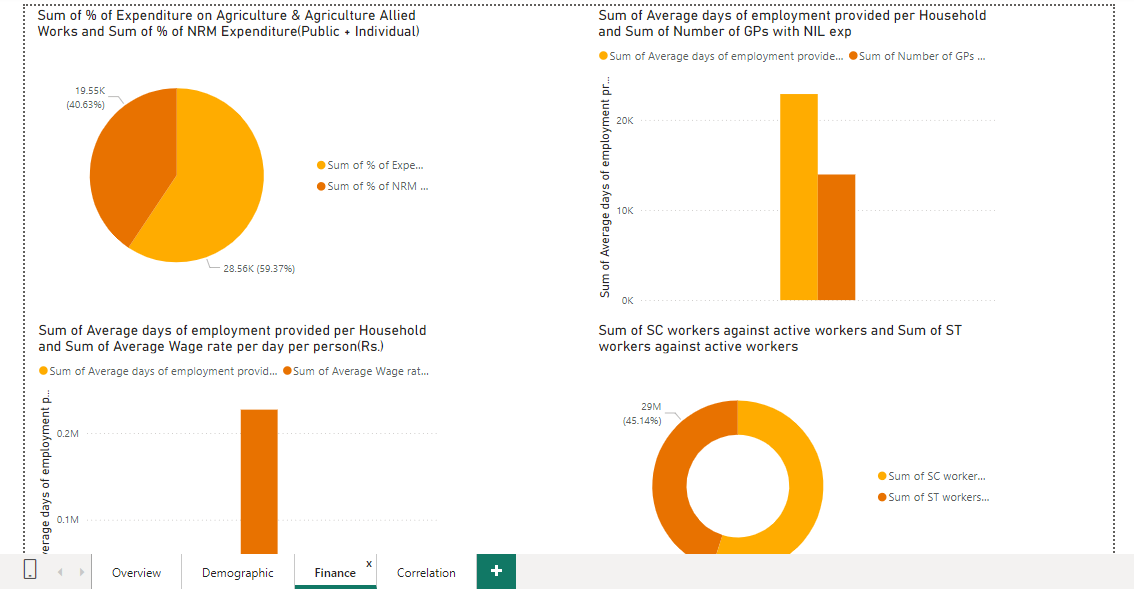 Sum of % of Expenditure on Agriculture & Agriculture Allied
Works and Sum of % of NRM Expenditure(Public + Individual)
19.55K
(40.63%)
28.56K (59.37%)
Sum of % of Expe...
Sum of % of NRM ...
Sum of Average days of employment provided per Household
and Sum of Number of GPs with NIL exp
Sum of Average days of employment provide...
Sum of Number of GPs ...
Sum of Average days of employment pr...
20K
10K
0K
Sum of Average days of employment provided per Household
and Sum of Average Wage rate per day per person(Rs.)
Sum of Average days of employment provid...
Sum of Average Wage rat...
verage days of employment p...
0.2M
0.1M
Sum of SC workers against active workers and Sum of ST
workers against active workers
29M
(45.14%)
Sum of SC worker...
Sum of ST workers...
Overview
Demographic
Finance
x
Correlation
+